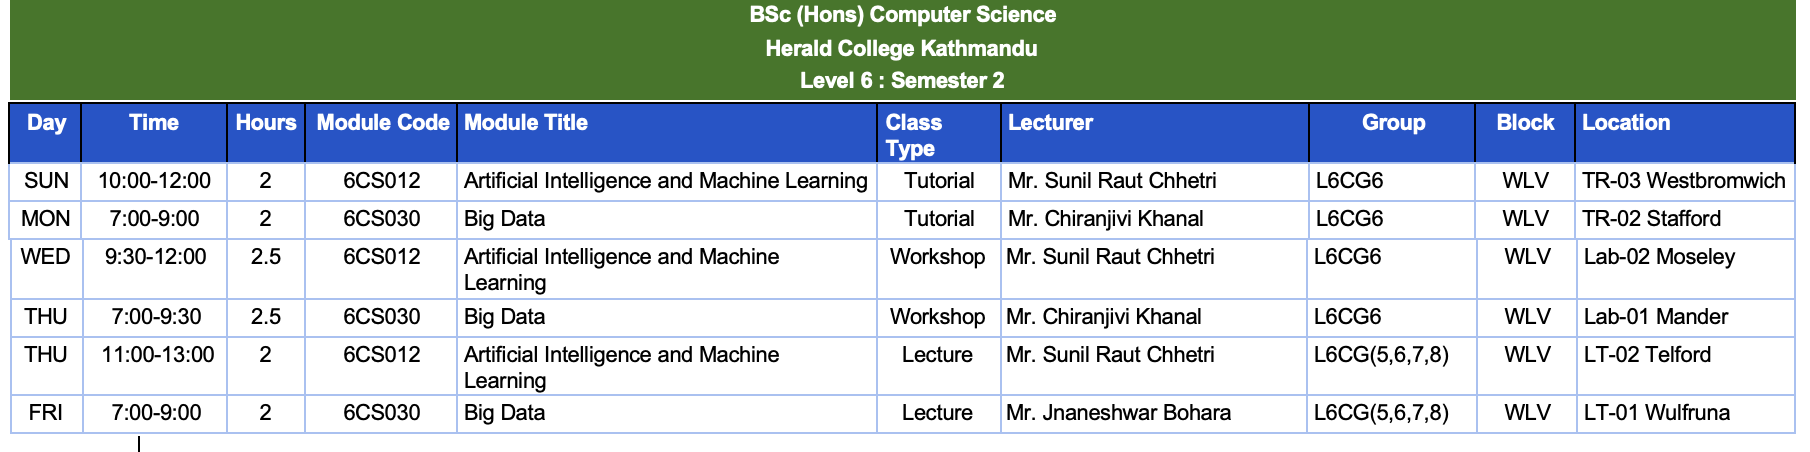 BSc (Hons) Computer Science
Herald College Kathmandu
Level 6 : Semester 2
Day Time Hours Module Code Module Title Class Type Lecturer Group Block Location
SUN 10:00-12:00 2 6CS012 Artificial Intelligence and Machine Learning Tutorial Mr. Sunil Raut Chhetri L6CG6 WLV TR-03 Westbromwich
MON 7:00-9:00 2 6CS030 Big Data Tutorial Mr. Chiranjivi Khanal L6CG6 WLV TR-02 Stafford
WED 9:30-12:00 2.5 6CS012 Artificial Intelligence and Machine Learning Workshop Mr. Sunil Raut Chhetri L6CG6 WLV Lab-02 Moseley
THU 7:00-9:30 2.5 6CS030 Big Data Workshop Mr. Chiranjivi Khanal L6CG6 WLV Lab-01 Mander
THU 11:00-13:00 2 6CS012 Artificial Intelligence and Machine Learning Lecture Mr. Sunil Raut Chhetri L6CG(5,6,7,8) WLV LT-02 Telford
FRI 7:00-9:00 2 6CS030 Big Data Lecture Mr. Jnaneshwar Bohara L6CG(5,6,7,8) WLV LT-01 Wulfruna